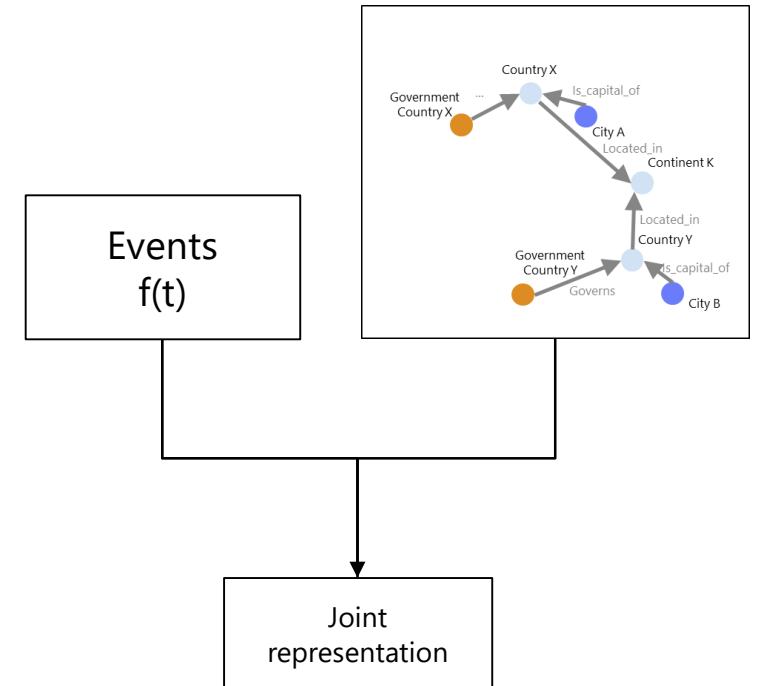 Country X
Is_capital_of
Government
Country X
...
City A
Located_in
Continent K
Events
f(t)
Located_in
Country Y
Government
Country Y
Is_capital_of
Governs
City B
Joint
representation